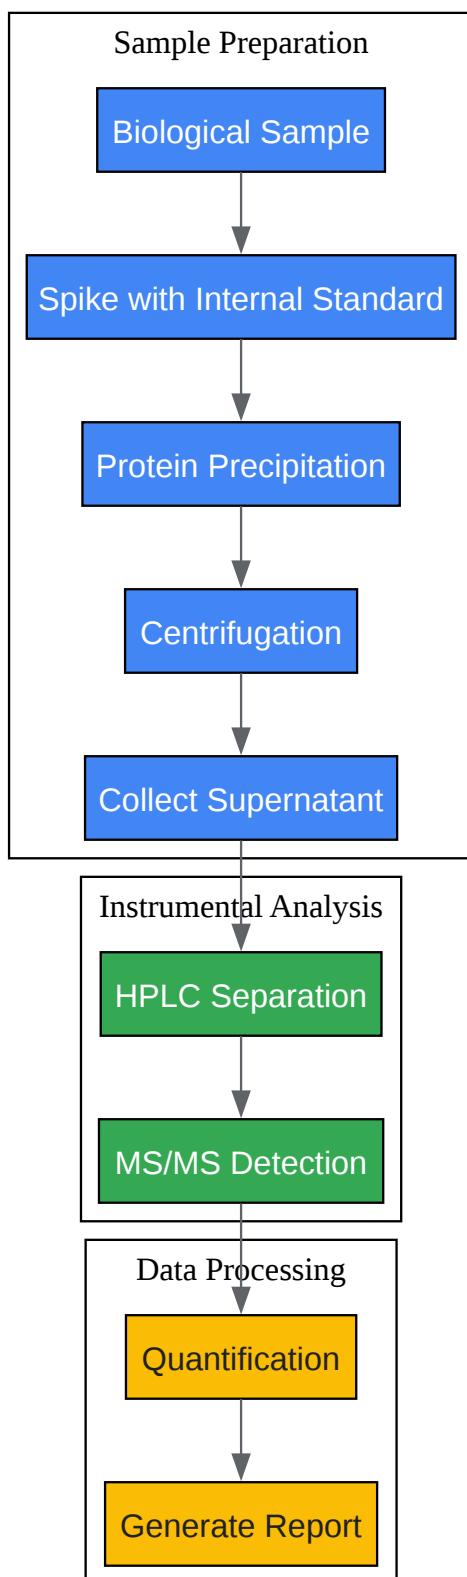 Sample Preparation
Biological Sample
Spike with Internal Standard
Protein Precipitation
Centrifugation
Collect Supernatant
Instrumental Analysis
HPLC Separation
MS/MS Detection
Data Processing
Quantification
Generate Report